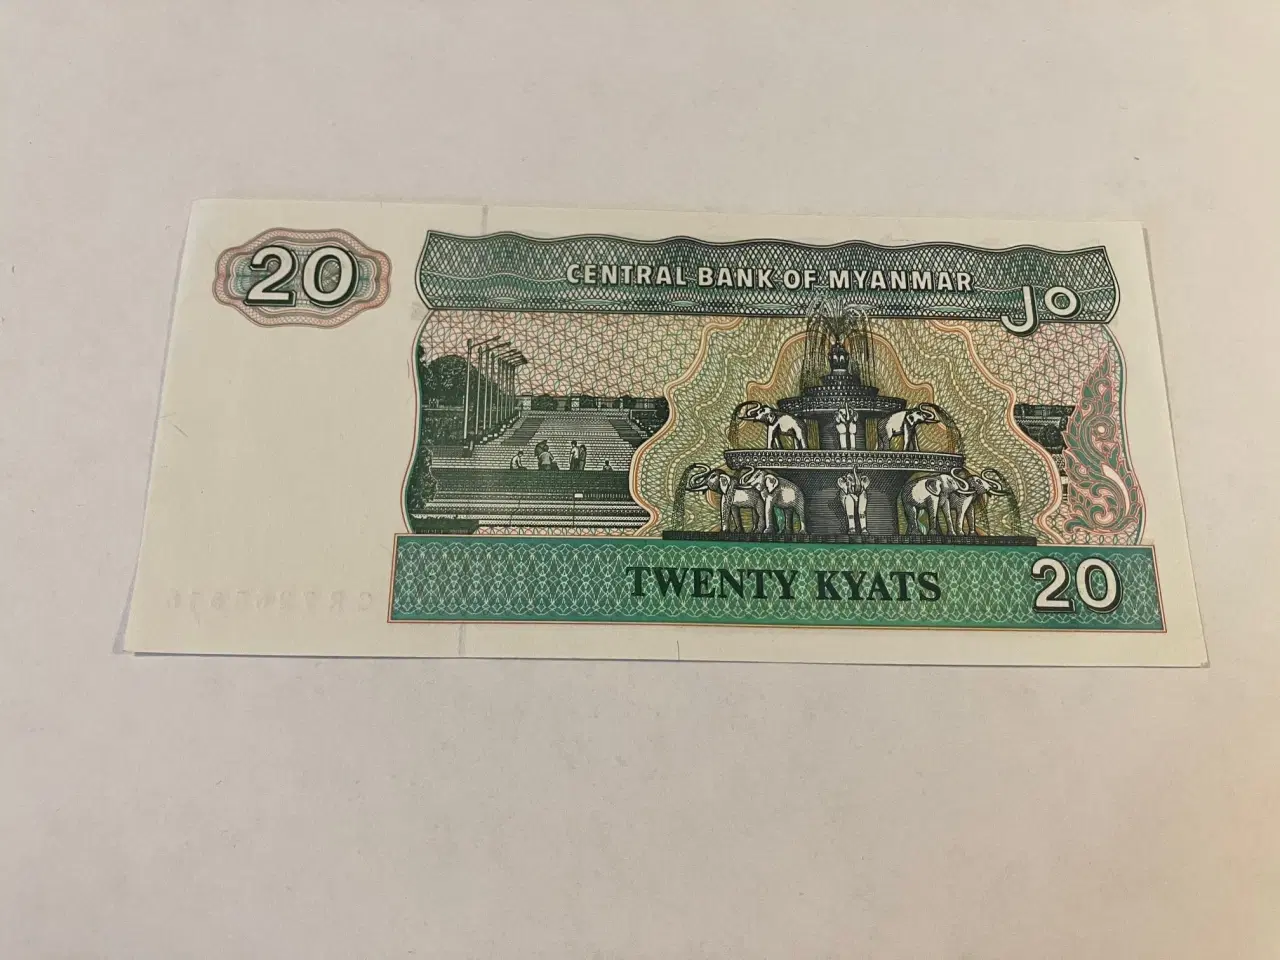 20
CENTRAL BANK OF MYANMAR
၂၀
TWENTY KYATS
20